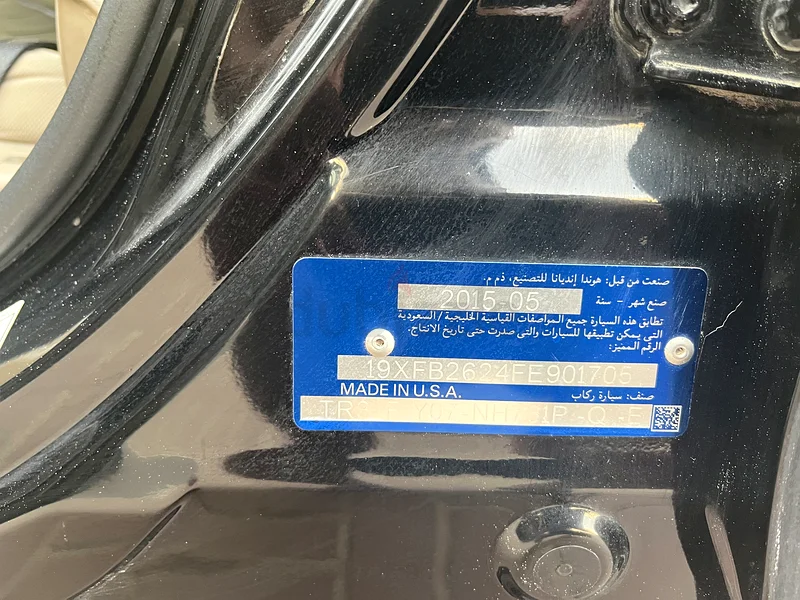 صنعت من قبل: هوندا إنديانا للتصنيع، ذ.م.م.
صنع شهر - سنة 2015-05
تطابق هذه السيارة جميع المواصفات القياسية الخليجية / السعودية
التي يمكن تطبيقها للسيارات والتي صدرت حتى تاريخ الانتاج.
الرقم المميز:
19XFB2624FE901705
MADE IN U.S.A. صنف: سيارة ركاب